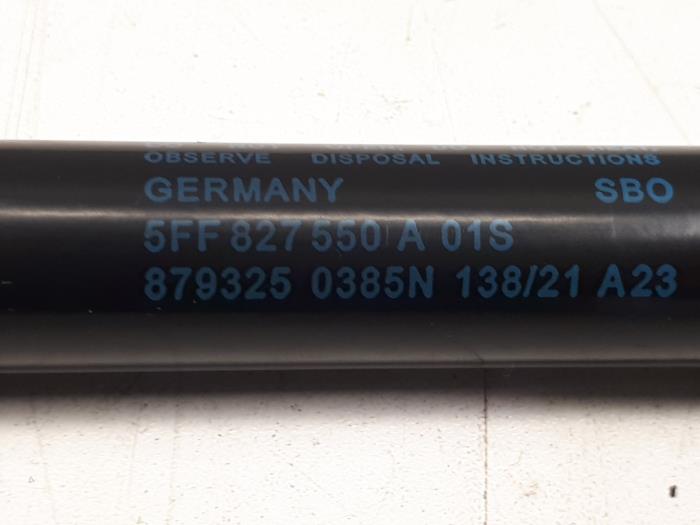 OBSERVE DISPOSAL INSTRUCTIONS
GERMANY SBO
5FF 827 550 A 01S
879325 0385N 138/21 A23